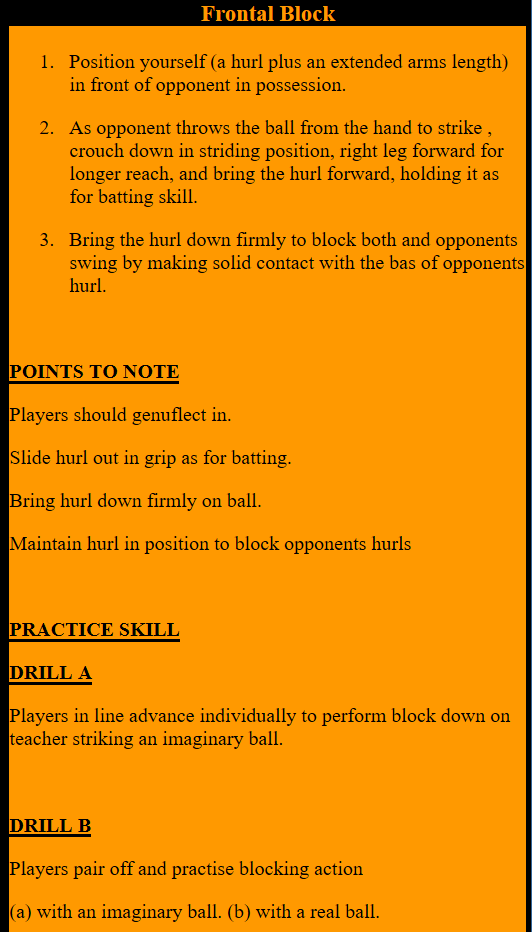 Frontal Block
1. Position yourself (a hurl plus an extended arms length)
in front of opponent in possession.
2. As opponent throws the ball from the hand to strike ,
crouch down in striding position, right leg forward for
longer reach, and bring the hurl forward, holding it as
for batting skill.
3. Bring the hurl down firmly to block both and opponents
swing by making solid contact with the bas of opponents
hurl.
POINTS TO NOTE
Players should genuflect in.
Slide hurl out in grip as for batting.
Bring hurl down firmly on ball.
Maintain hurl in position to block opponents hurls
PRACTICE SKILL
DRILL A
Players in line advance individually to perform block down on
teacher striking an imaginary ball.
DRILL B
Players pair off and practise blocking action
(a) with an imaginary ball. (b) with a real ball.